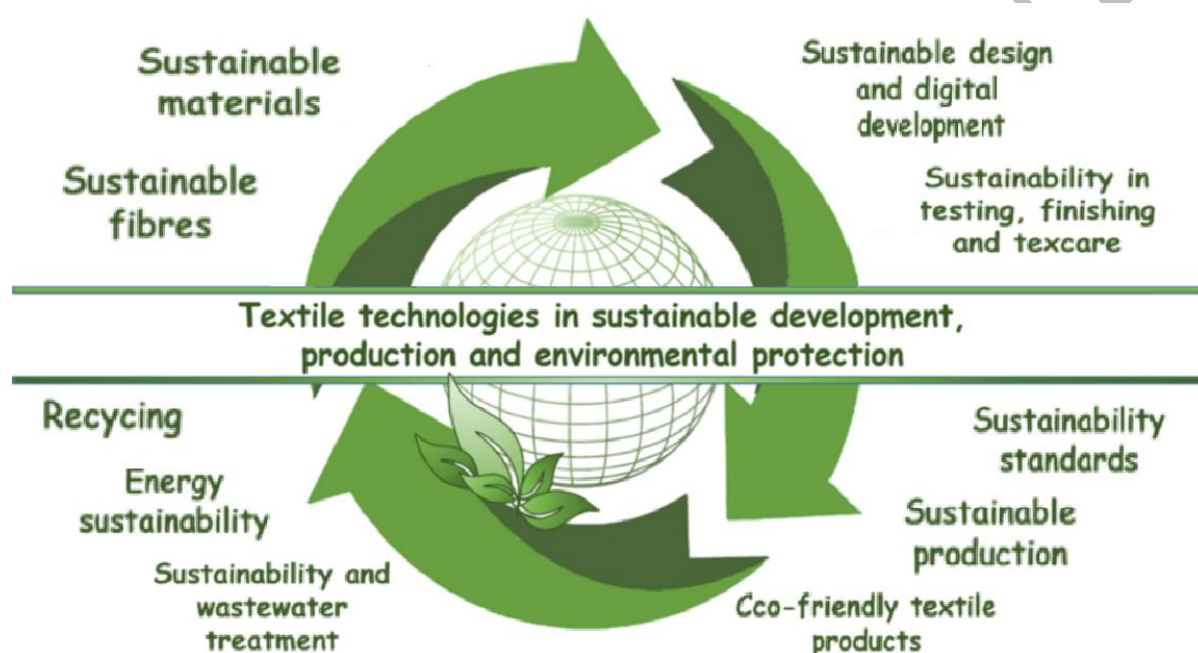 Sustainable
materials
Sustainable
fibres
Sustainable design
and digital
development
Sustainability in
testing, finishing
and texcare
Textile technologies in sustainable development,
production and environmental protection
Recycing
Energy
sustainability
Sustainability and
wastewater
treatment
Sustainability
standards
Sustainable
production
Cco-friendly textile
products